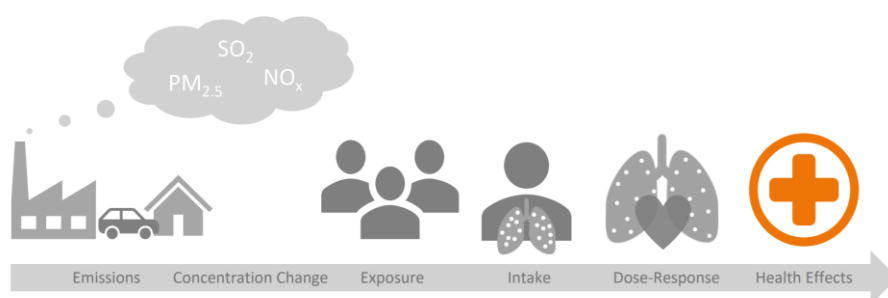 SO₂
PM₂.₅ NOₓ
Emissions Concentration Change Exposure Intake Dose-Response Health Effects